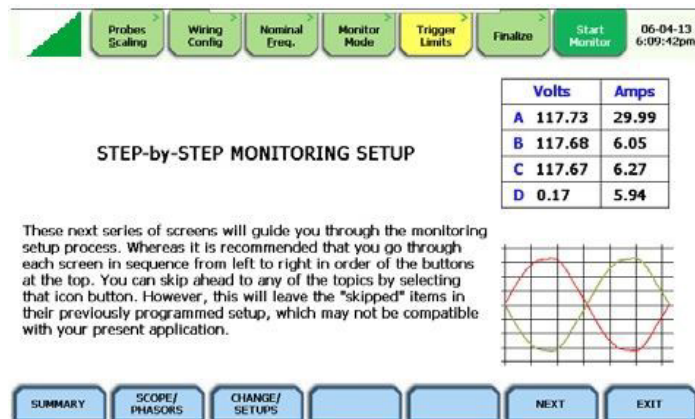 Probes Scaling
Wiring Config
Nominal Freq.
Monitor Mode
Trigger Limits
Finalize
Start Monitor
06-04-13
6:09:42pm
Volts Amps
A 117.73 29.99
B 117.68 6.05
C 117.67 6.27
D 0.17 5.94
STEP-by-STEP MONITORING SETUP
These next series of screens will guide you through the monitoring
setup process. Whereas it is recommended that you go through
each screen in sequence from left to right in order of the buttons
at the top. You can skip ahead to any of the topics by selecting
that icon button. However, this will leave the "skipped" items in
their previously programmed setup, which may not be compatible
with your present application.
SUMMARY
SCOPE/
PHASORS
CHANGE/
SETUPS
NEXT
EXIT